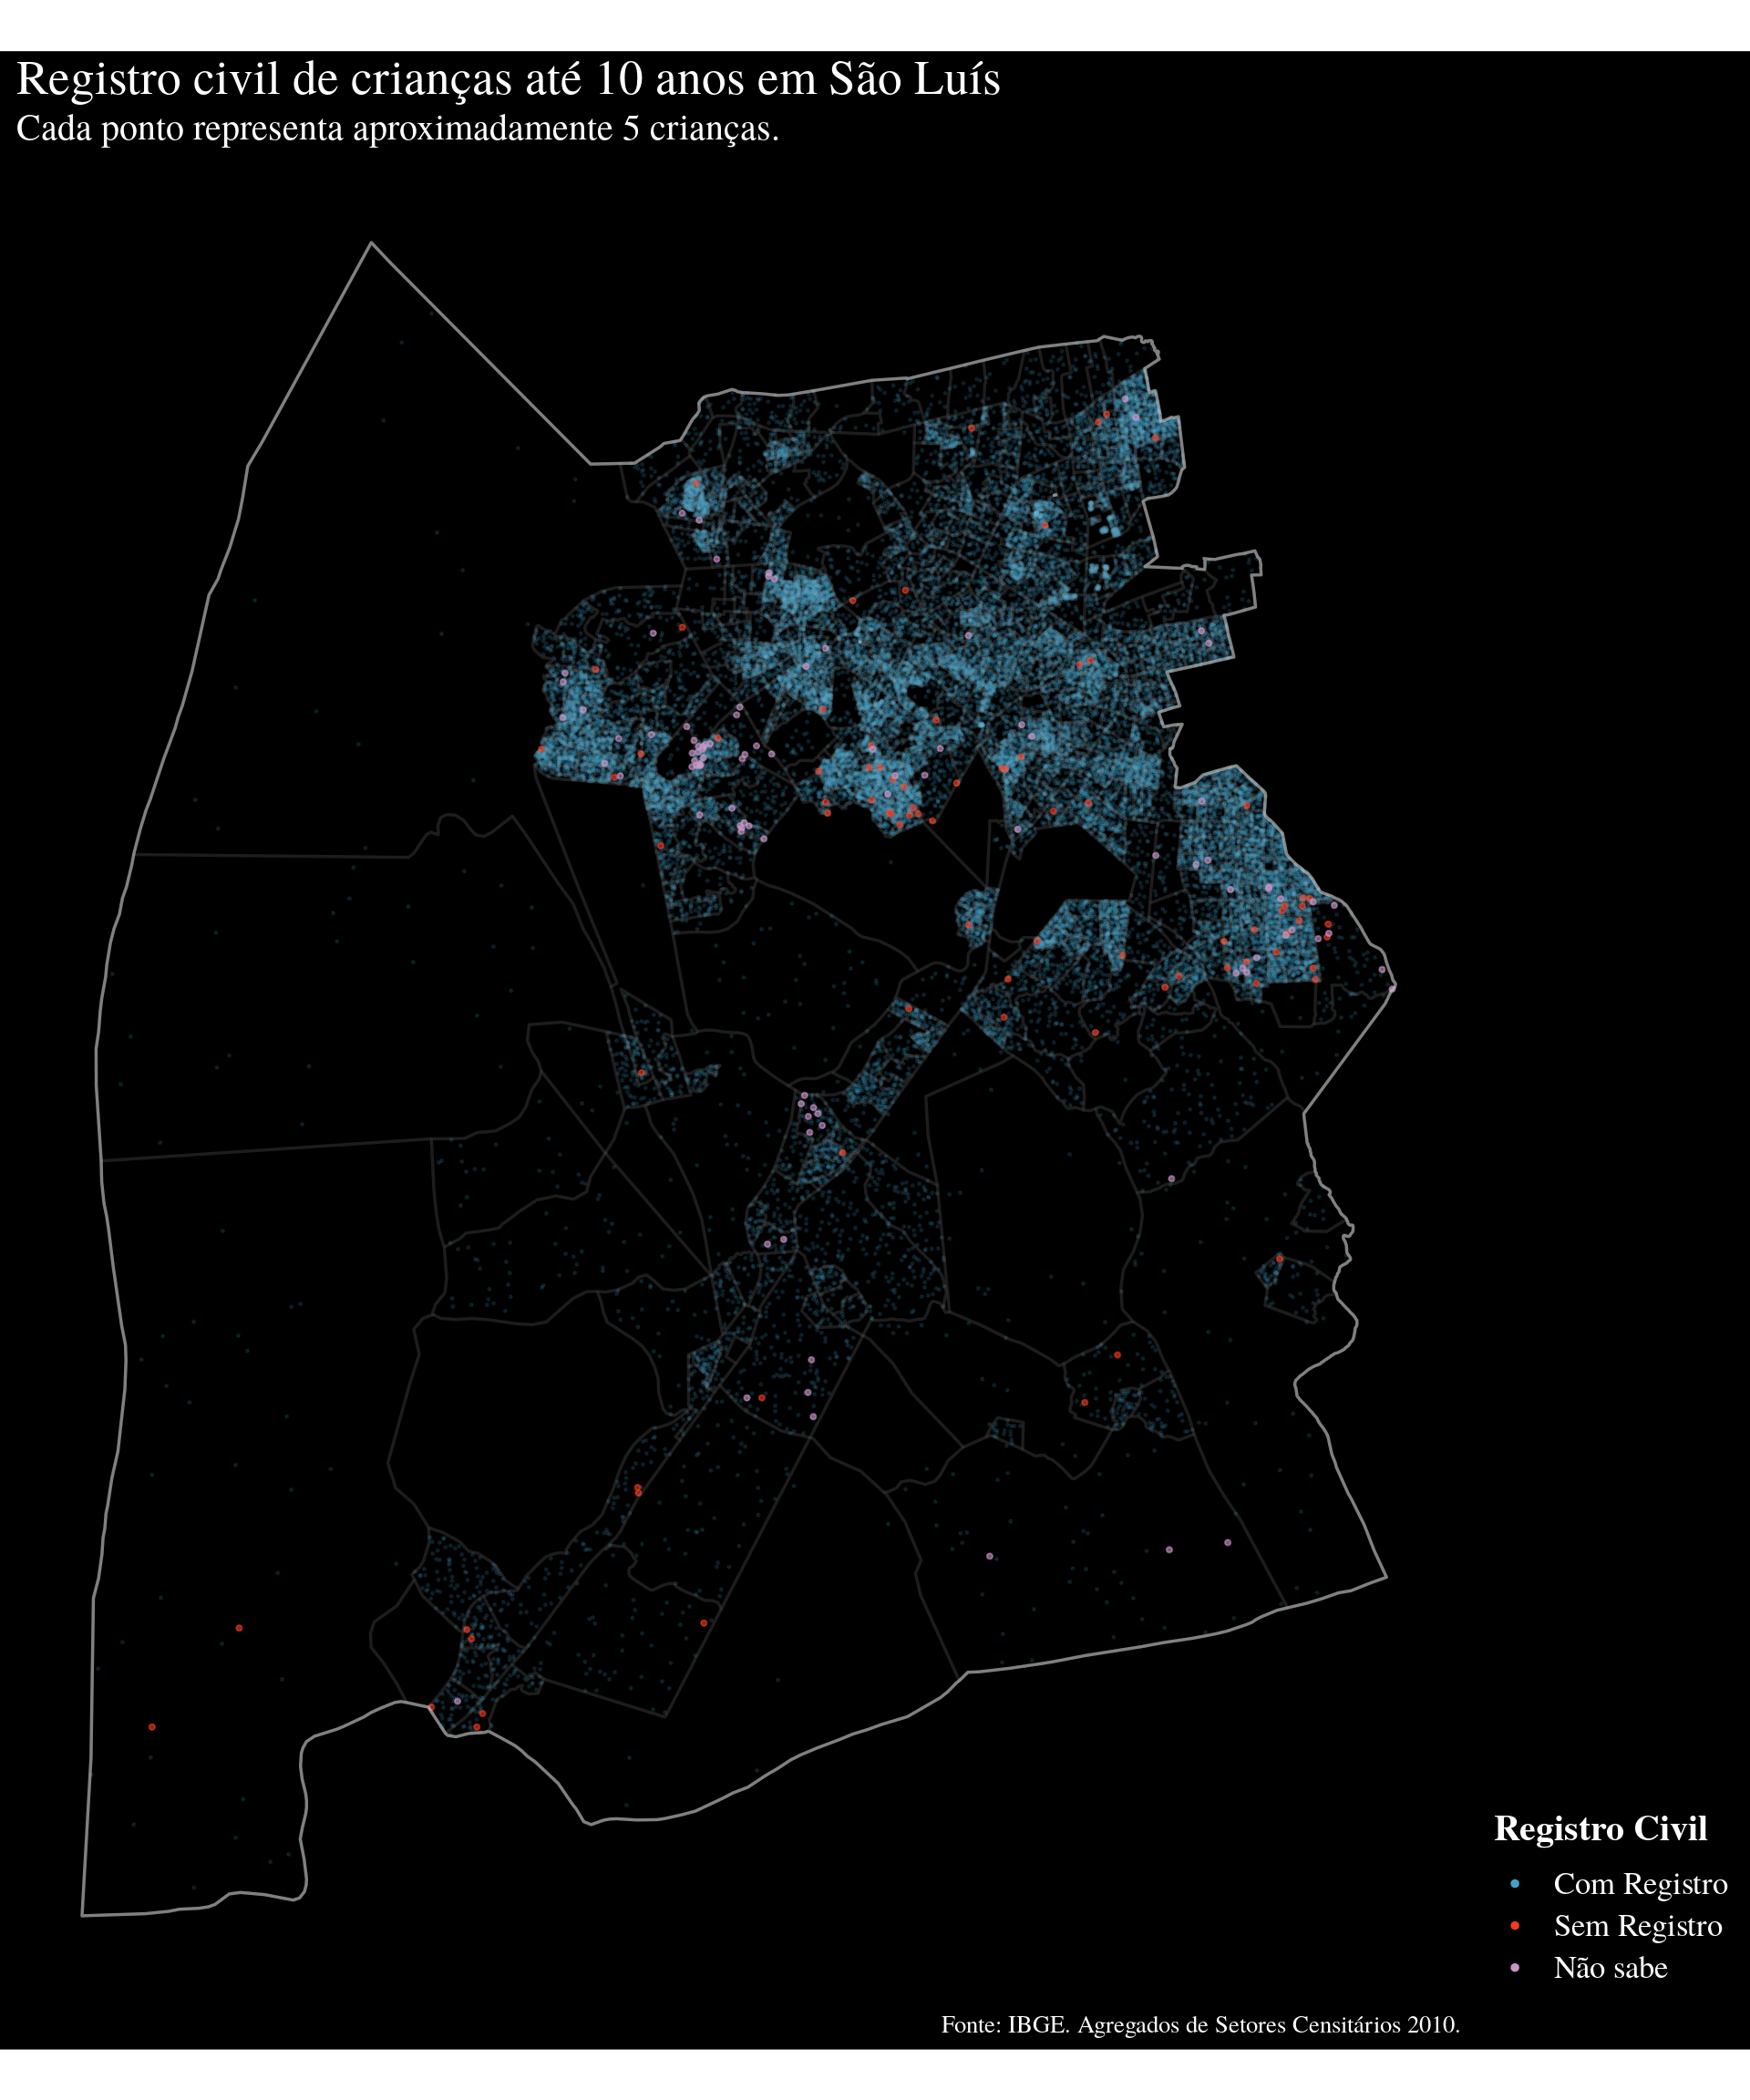 Registro civil de crianças até 10 anos em São Luís
Cada ponto representa aproximadamente 5 crianças.
Registro Civil
Com Registro
Sem Registro
Não sabe
Fonte: IBGE. Agregados de Setores Censitários 2010.